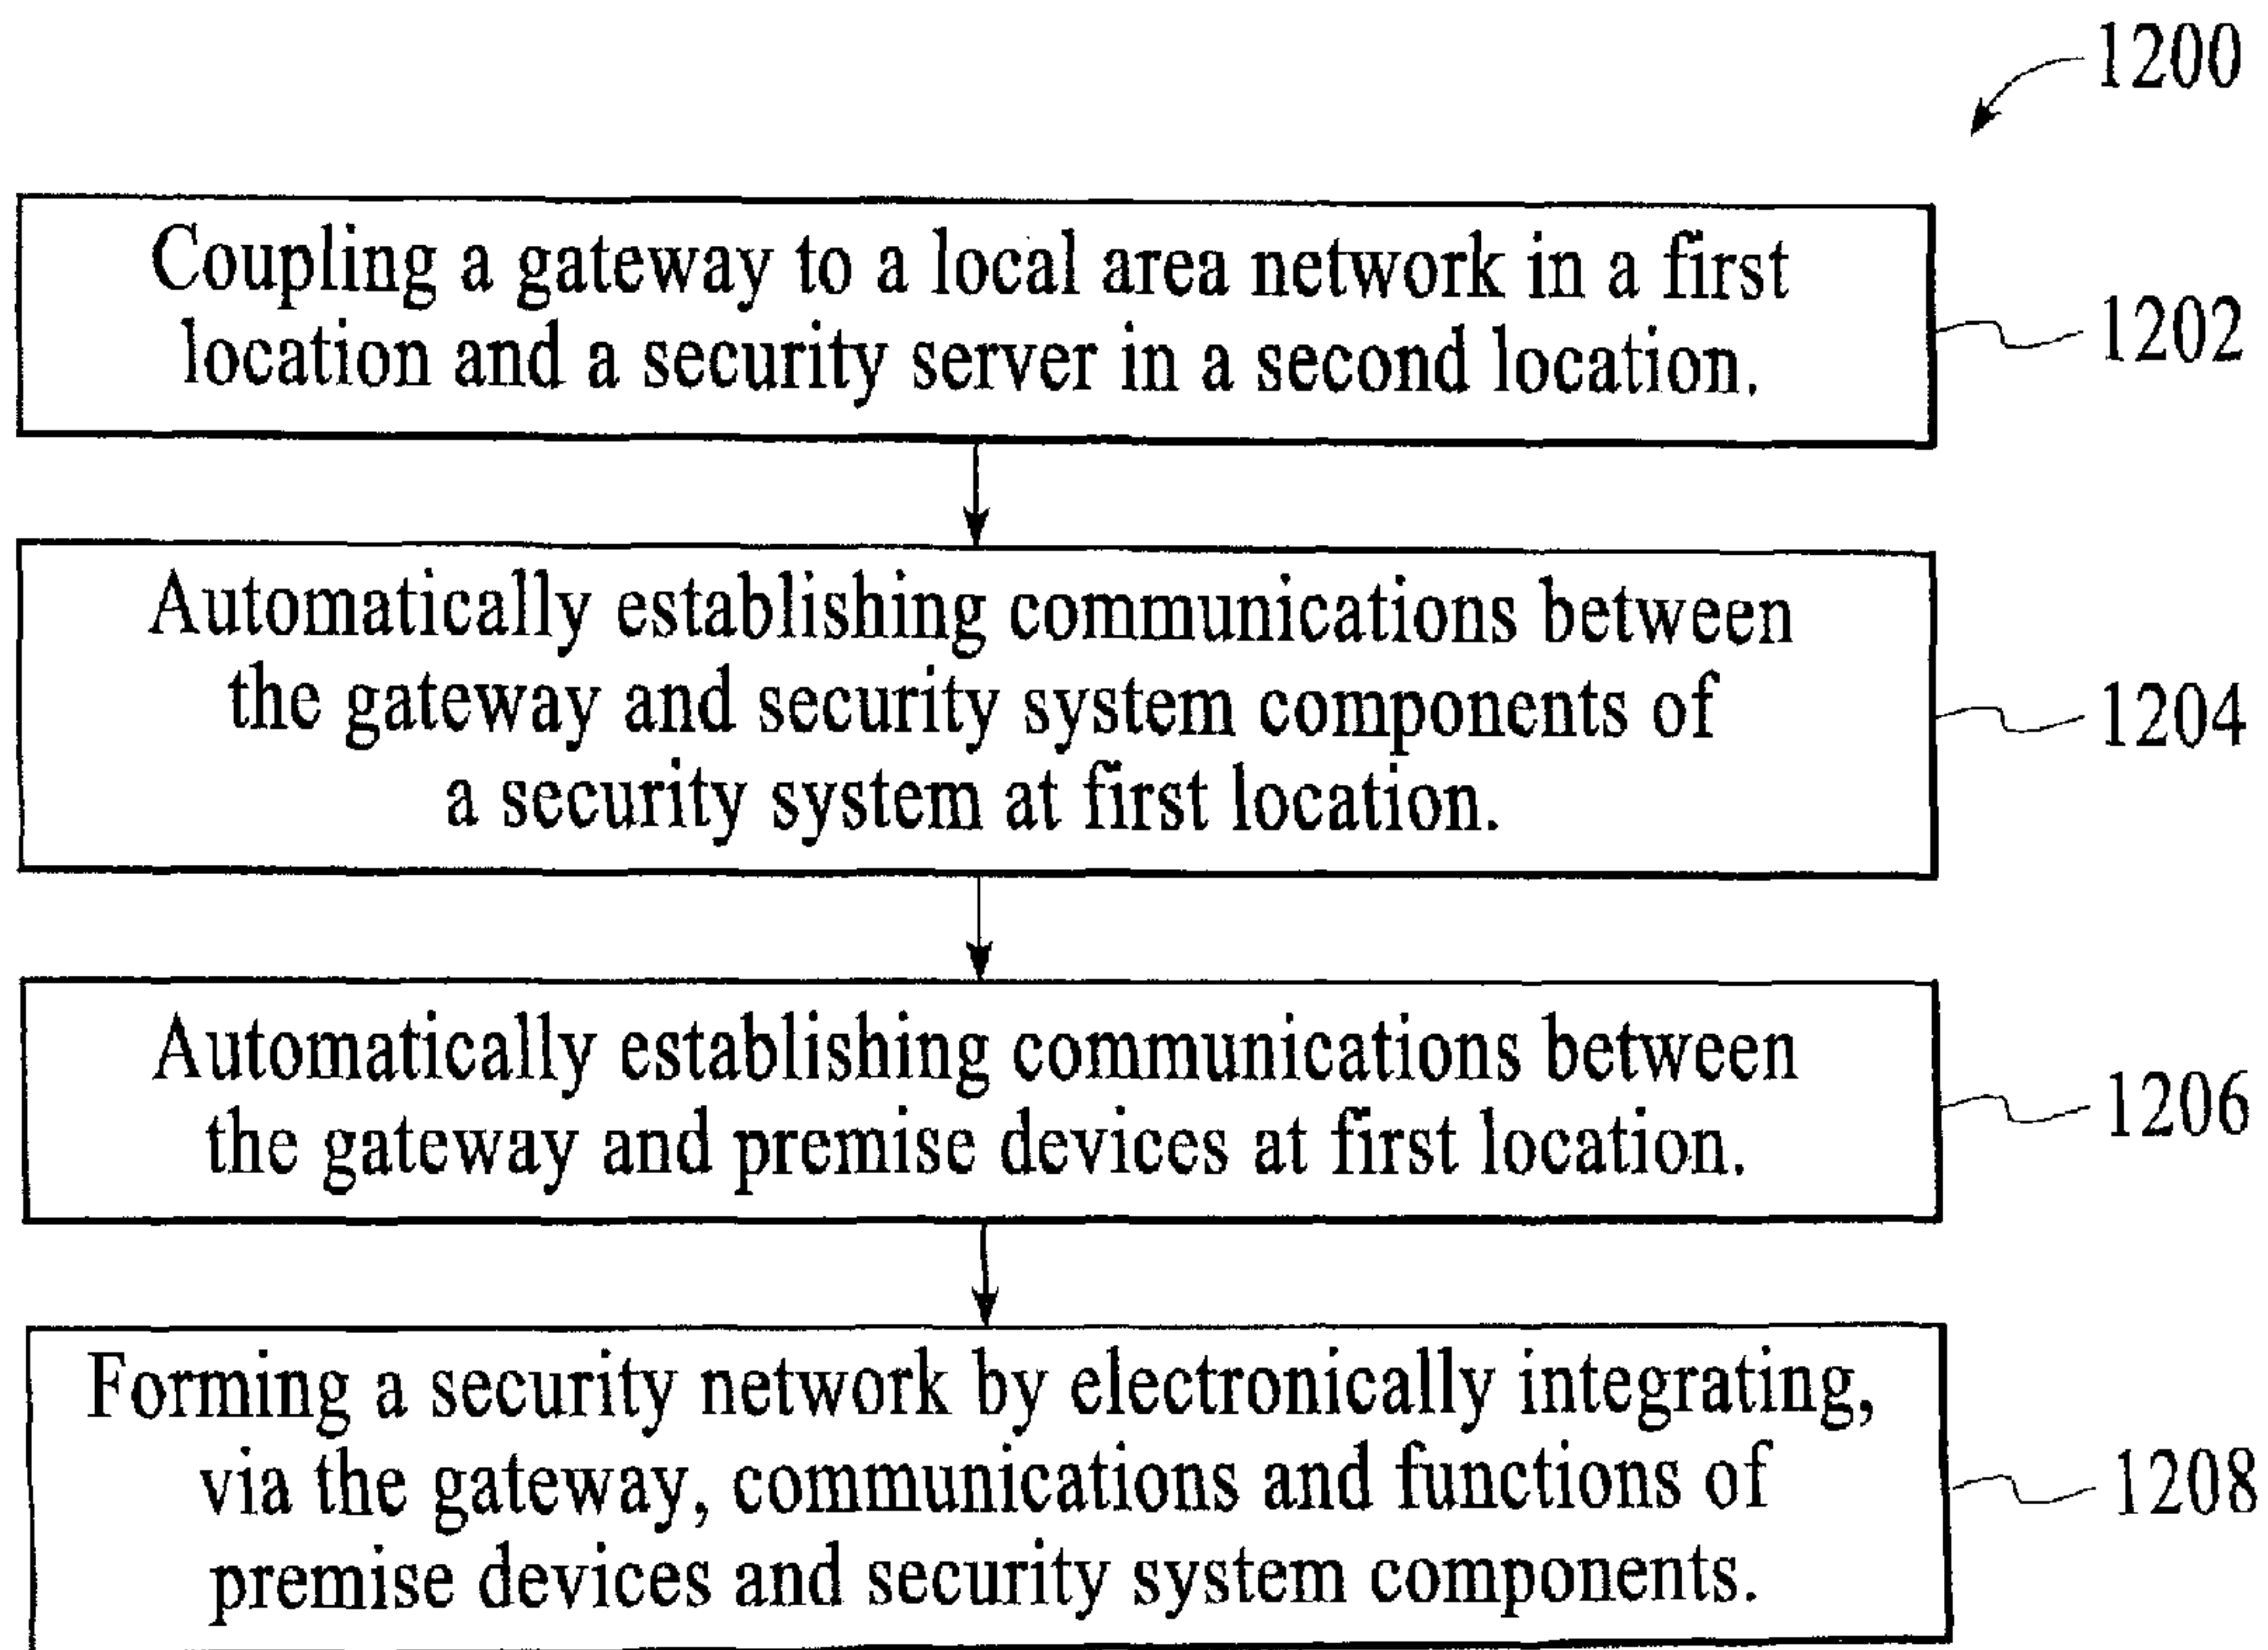 1200
Coupling a gateway to a local area network in a first
location and a security server in a second location.
1202
Automatically establishing communications between
the gateway and security system components of
a security system at first location.
1204
Automatically establishing communications between
the gateway and premise devices at first location.
1206
Forming a security network by electronically integrating,
via the gateway, communications and functions of
premise devices and security system components.
1208